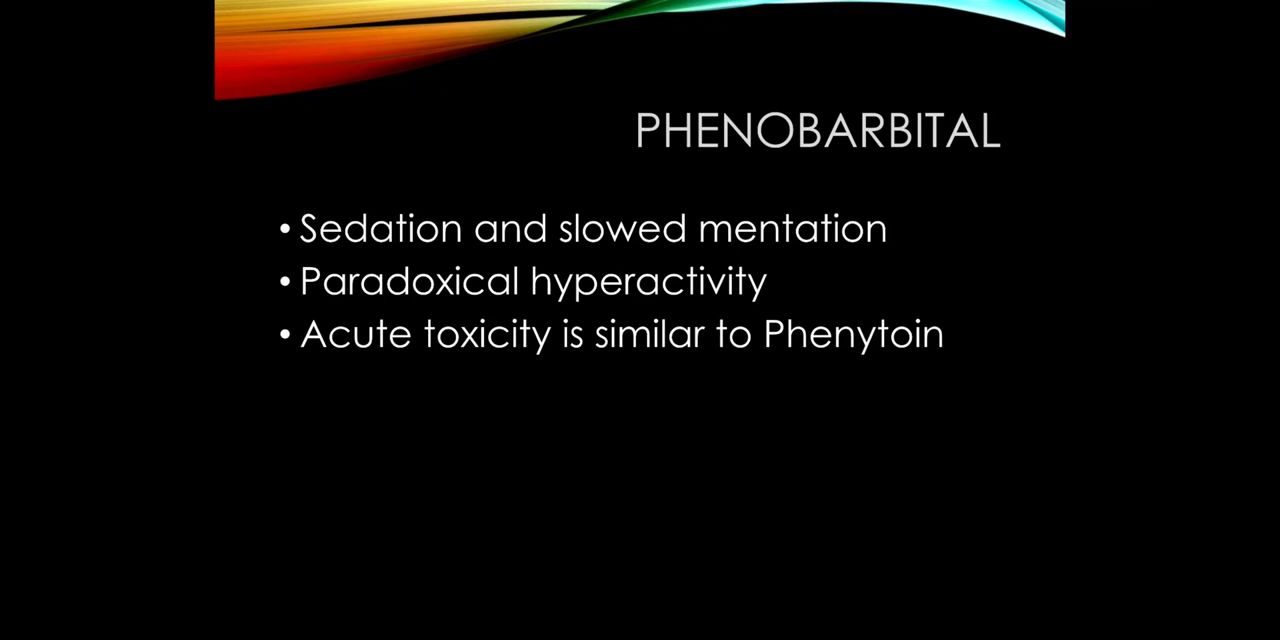 PHENOBARBITAL
• Sedation and slowed mentation
• Paradoxical hyperactivity
• Acute toxicity is similar to Phenytoin